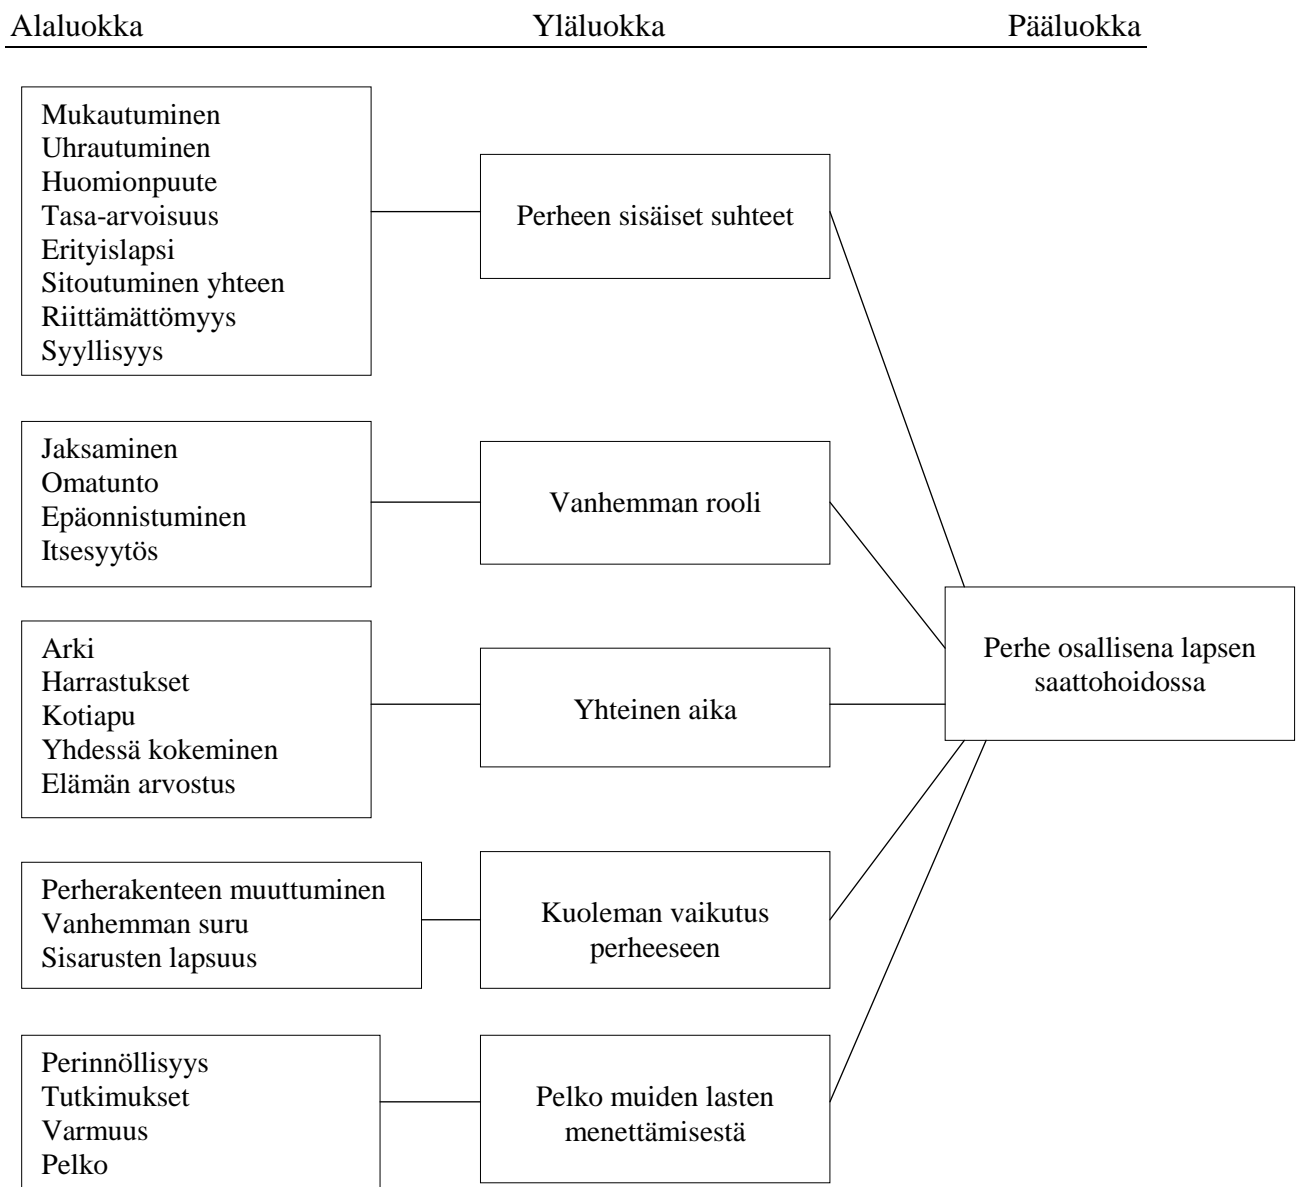 Alaluokka Yläluokka Pääluokka
Mukautuminen
Uhrautuminen
Huomionpuute
Tasa-arvoisuus
Erityislapsi
Sitoutuminen yhteen
Riittämättömyys
Syyllisyys
Perheen sisäiset suhteet
Jaksaminen
Omatunto
Epäonnistuminen
Itsesyytös
Vanhemman rooli
Arki
Harrastukset
Kotiapu
Yhdessä kokeminen
Elämän arvostus
Yhteinen aika
Perherakenteen muuttuminen
Vanhemman suru
Sisarusten lapsuus
Kuoleman vaikutus
perheeseen
Perinnöllisyys
Tutkimukset
Varmuus
Pelko
Pelko muiden lasten
menettämisestä
Perhe osallisena lapsen
saattohoidossa